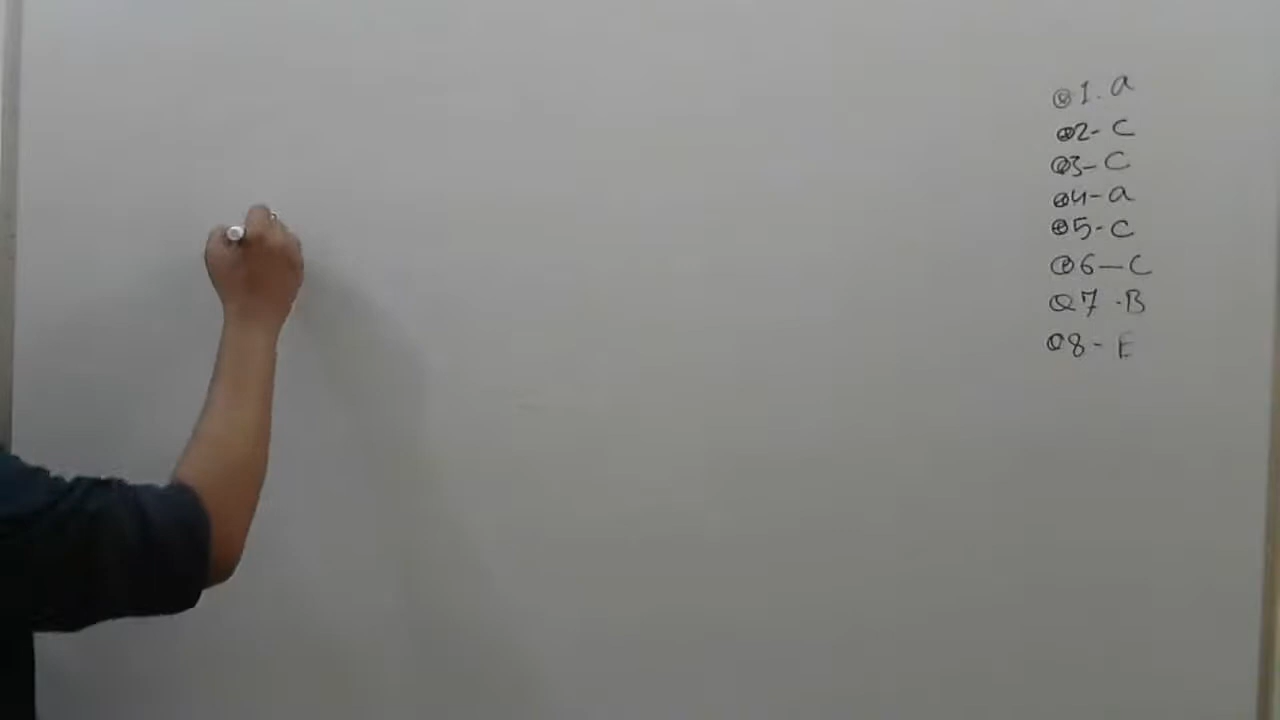 Q1. a
Q2- C
Q3- C
Q4- a
Q5- C
Q6- C
Q7 .B
Q8- E